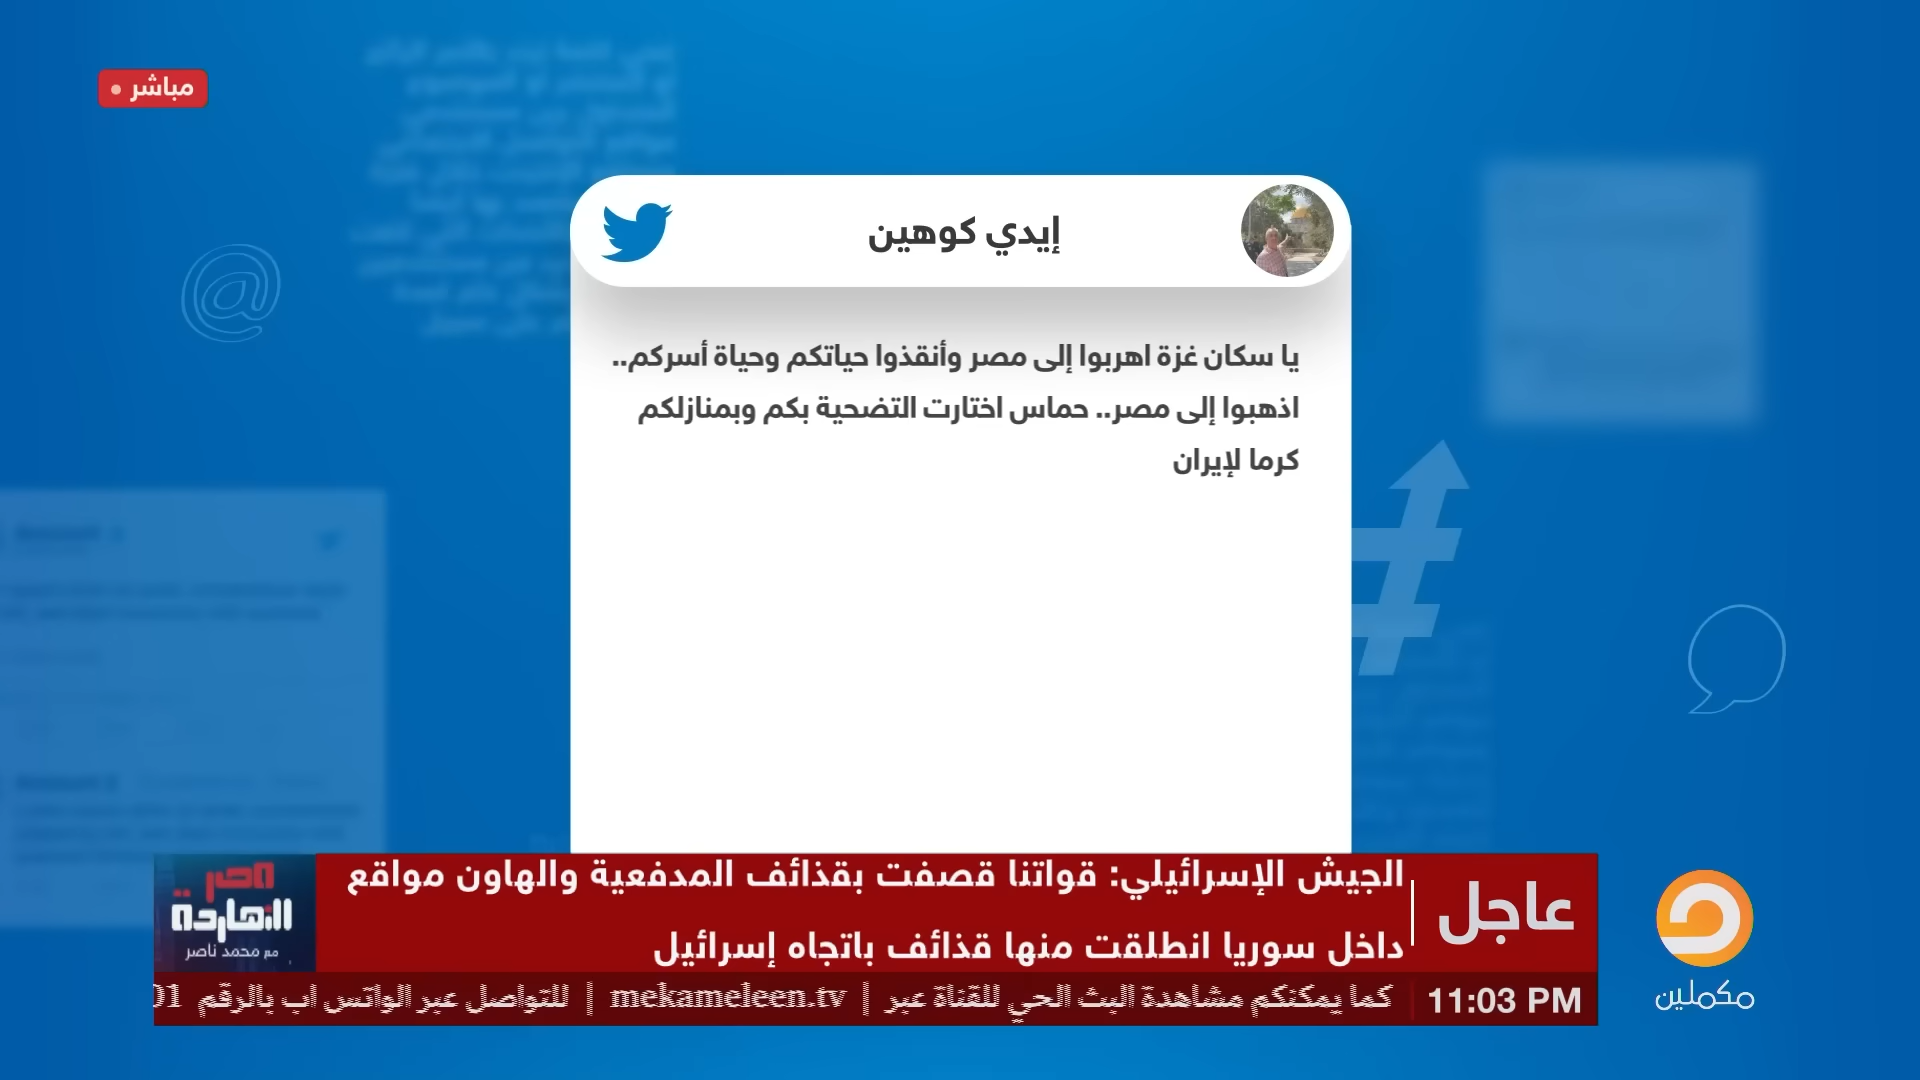 مباشر
إيدي كوهين
يا سكان غزة اهربوا إلى مصر وأنقذوا حياتكم وحياة أسركم..
اذهبوا إلى مصر.. حماس اختارت التضحية بكم وبمنازلكم
كرما لإيران
عاجل
الجيش الإسرائيلي: قواتنا قصفت بقذائف المدفعية والهاون مواقع
داخل سوريا انطلقت منها قذائف باتجاه إسرائيل
مصر
النهاردة
مع محمد ناصر
11:03 PM
كما يمكنكم مشاهدة البث الحي للقناة عبر | mekameleen.tv | للتواصل عبر الواتس اب بالرقم 01
مكملين